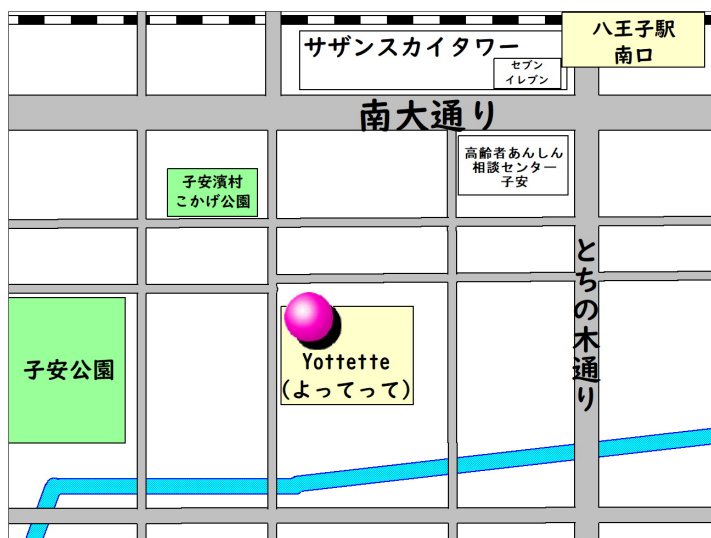 八王子駅
南口
サザンスカイタワー
セブン
イレブン
南大通り
高齢者あんしん
相談センター
子安
子安濱村
こかげ公園
とちの木通り
子安公園
Yottette
(よってって)